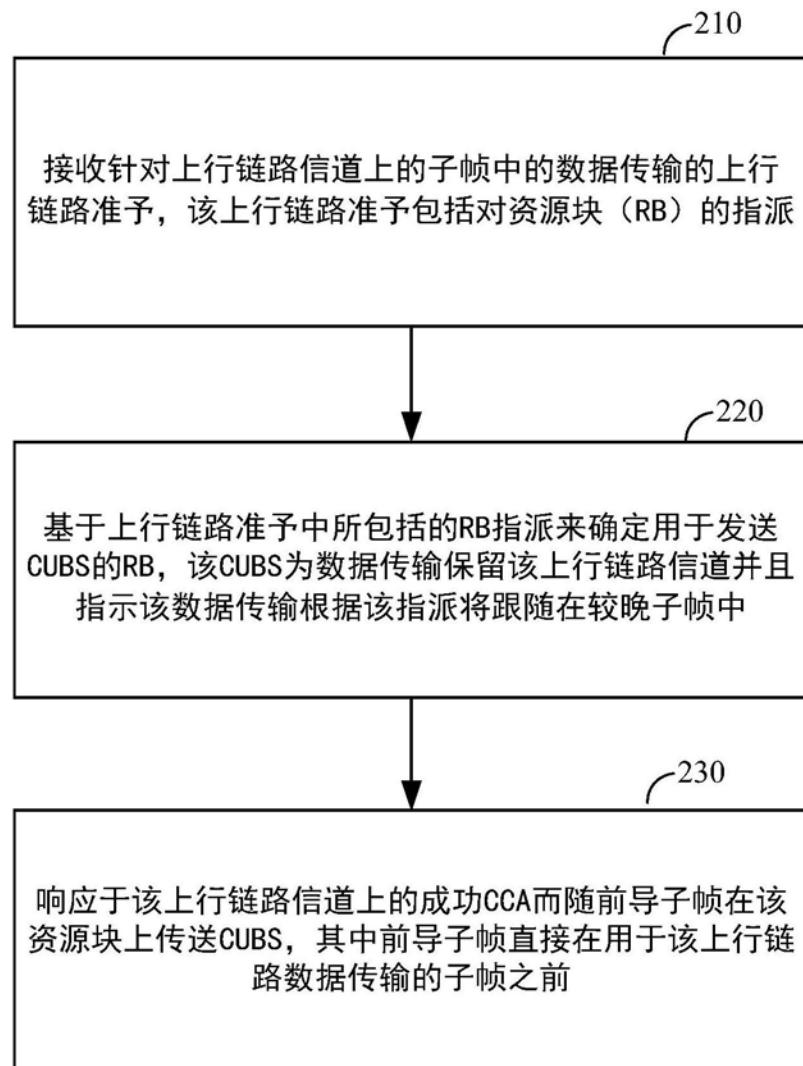 210
接收针对上行链路信道上的子帧中的数据传输的上行
链路准予，该上行链路准予包括对资源块（RB）的指派
220
基于上行链路准予中所包括的RB指派来确定用于发送
CUBS的RB，该CUBS为数据传输保留该上行链路信道并且
指示该数据传输根据该指派将跟随在较晚子帧中
230
响应于该上行链路信道上的成功CCA而随前导子帧在该
资源块上传送CUBS，其中前导子帧直接在用于该上行链
路数据传输的子帧之前